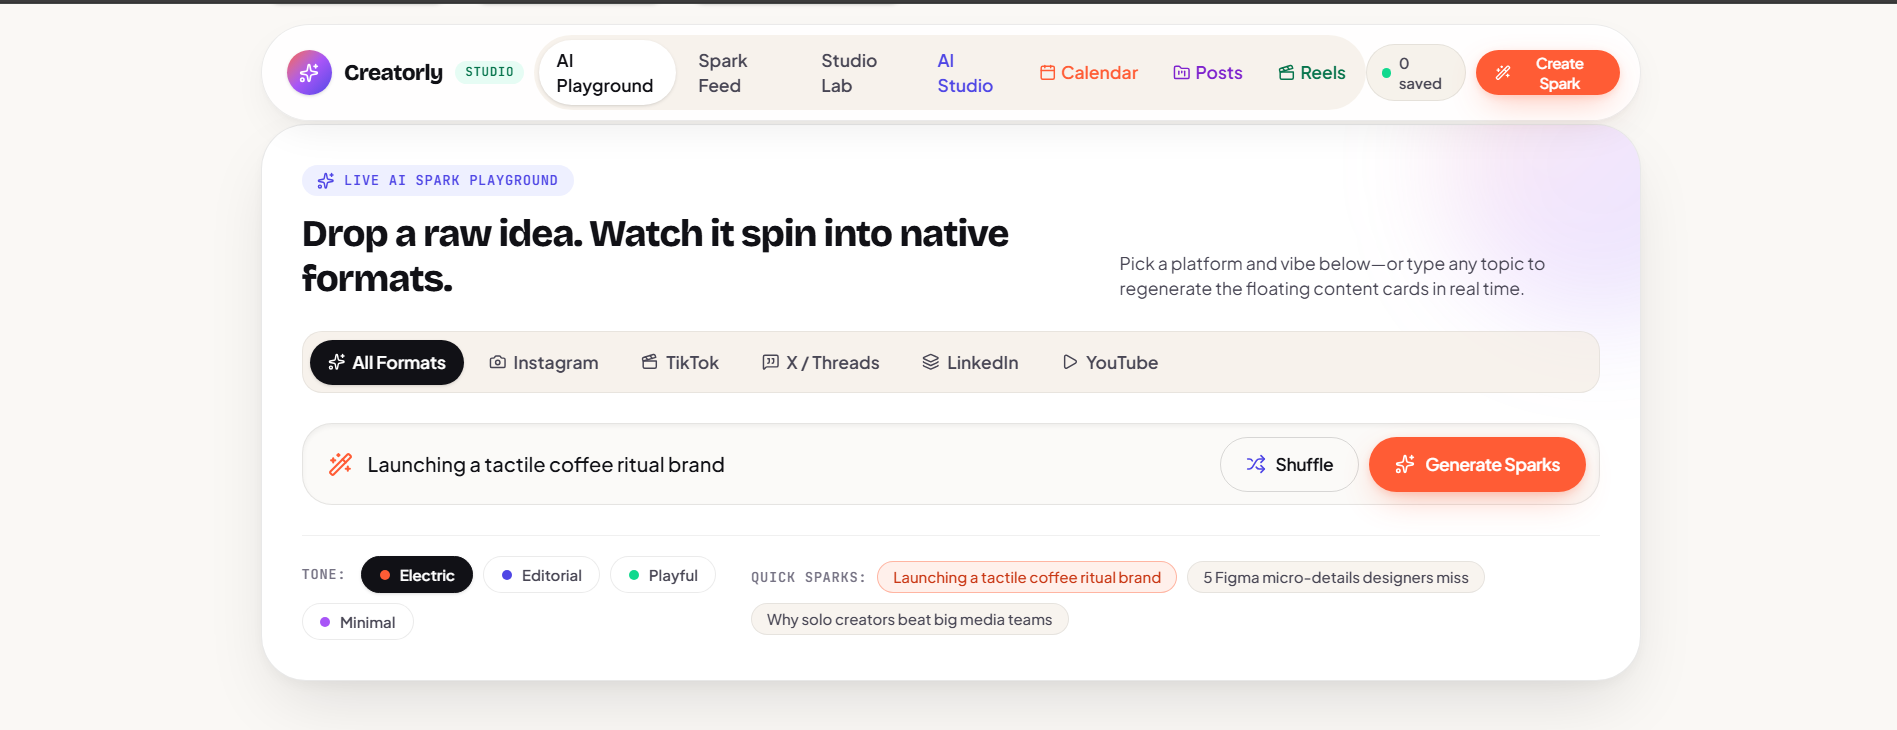 Creatorly
STUDIO
AI
Playground
Spark
Feed
Studio
Lab
AI
Studio
Calendar
Posts
Reels
0
saved
Create
Spark
LIVE AI SPARK PLAYGROUND
Drop a raw idea. Watch it spin into native
formats.
Pick a platform and vibe below—or type any topic to
regenerate the floating content cards in real time.
All Formats
Instagram
TikTok
X / Threads
LinkedIn
YouTube
Launching a tactile coffee ritual brand
Shuffle
Generate Sparks
TONE:
Electric
Editorial
Playful
Minimal
QUICK SPARKS:
Launching a tactile coffee ritual brand
5 Figma micro-details designers miss
Why solo creators beat big media teams